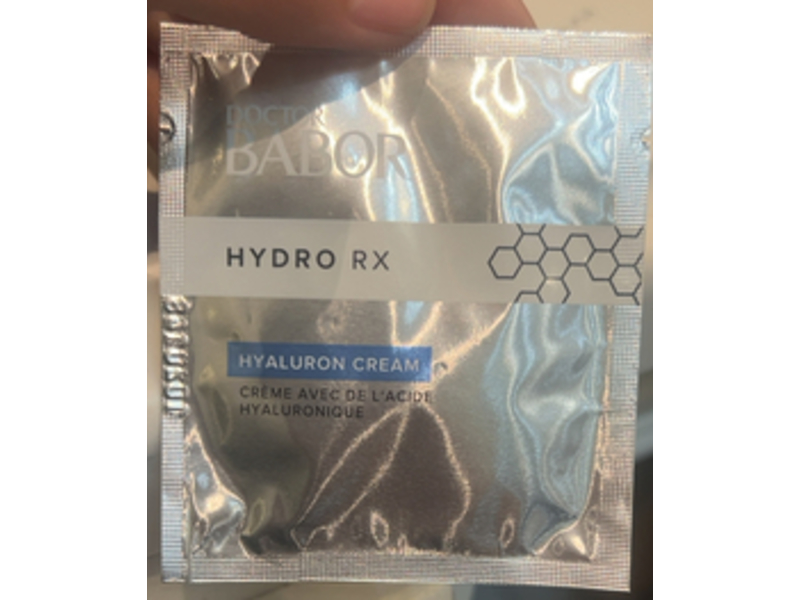 DOCTOR
BABOR
HYDRO RX
HYALURON CREAM
CRÈME AVEC DE L'ACIDE
HYALURONIQUE